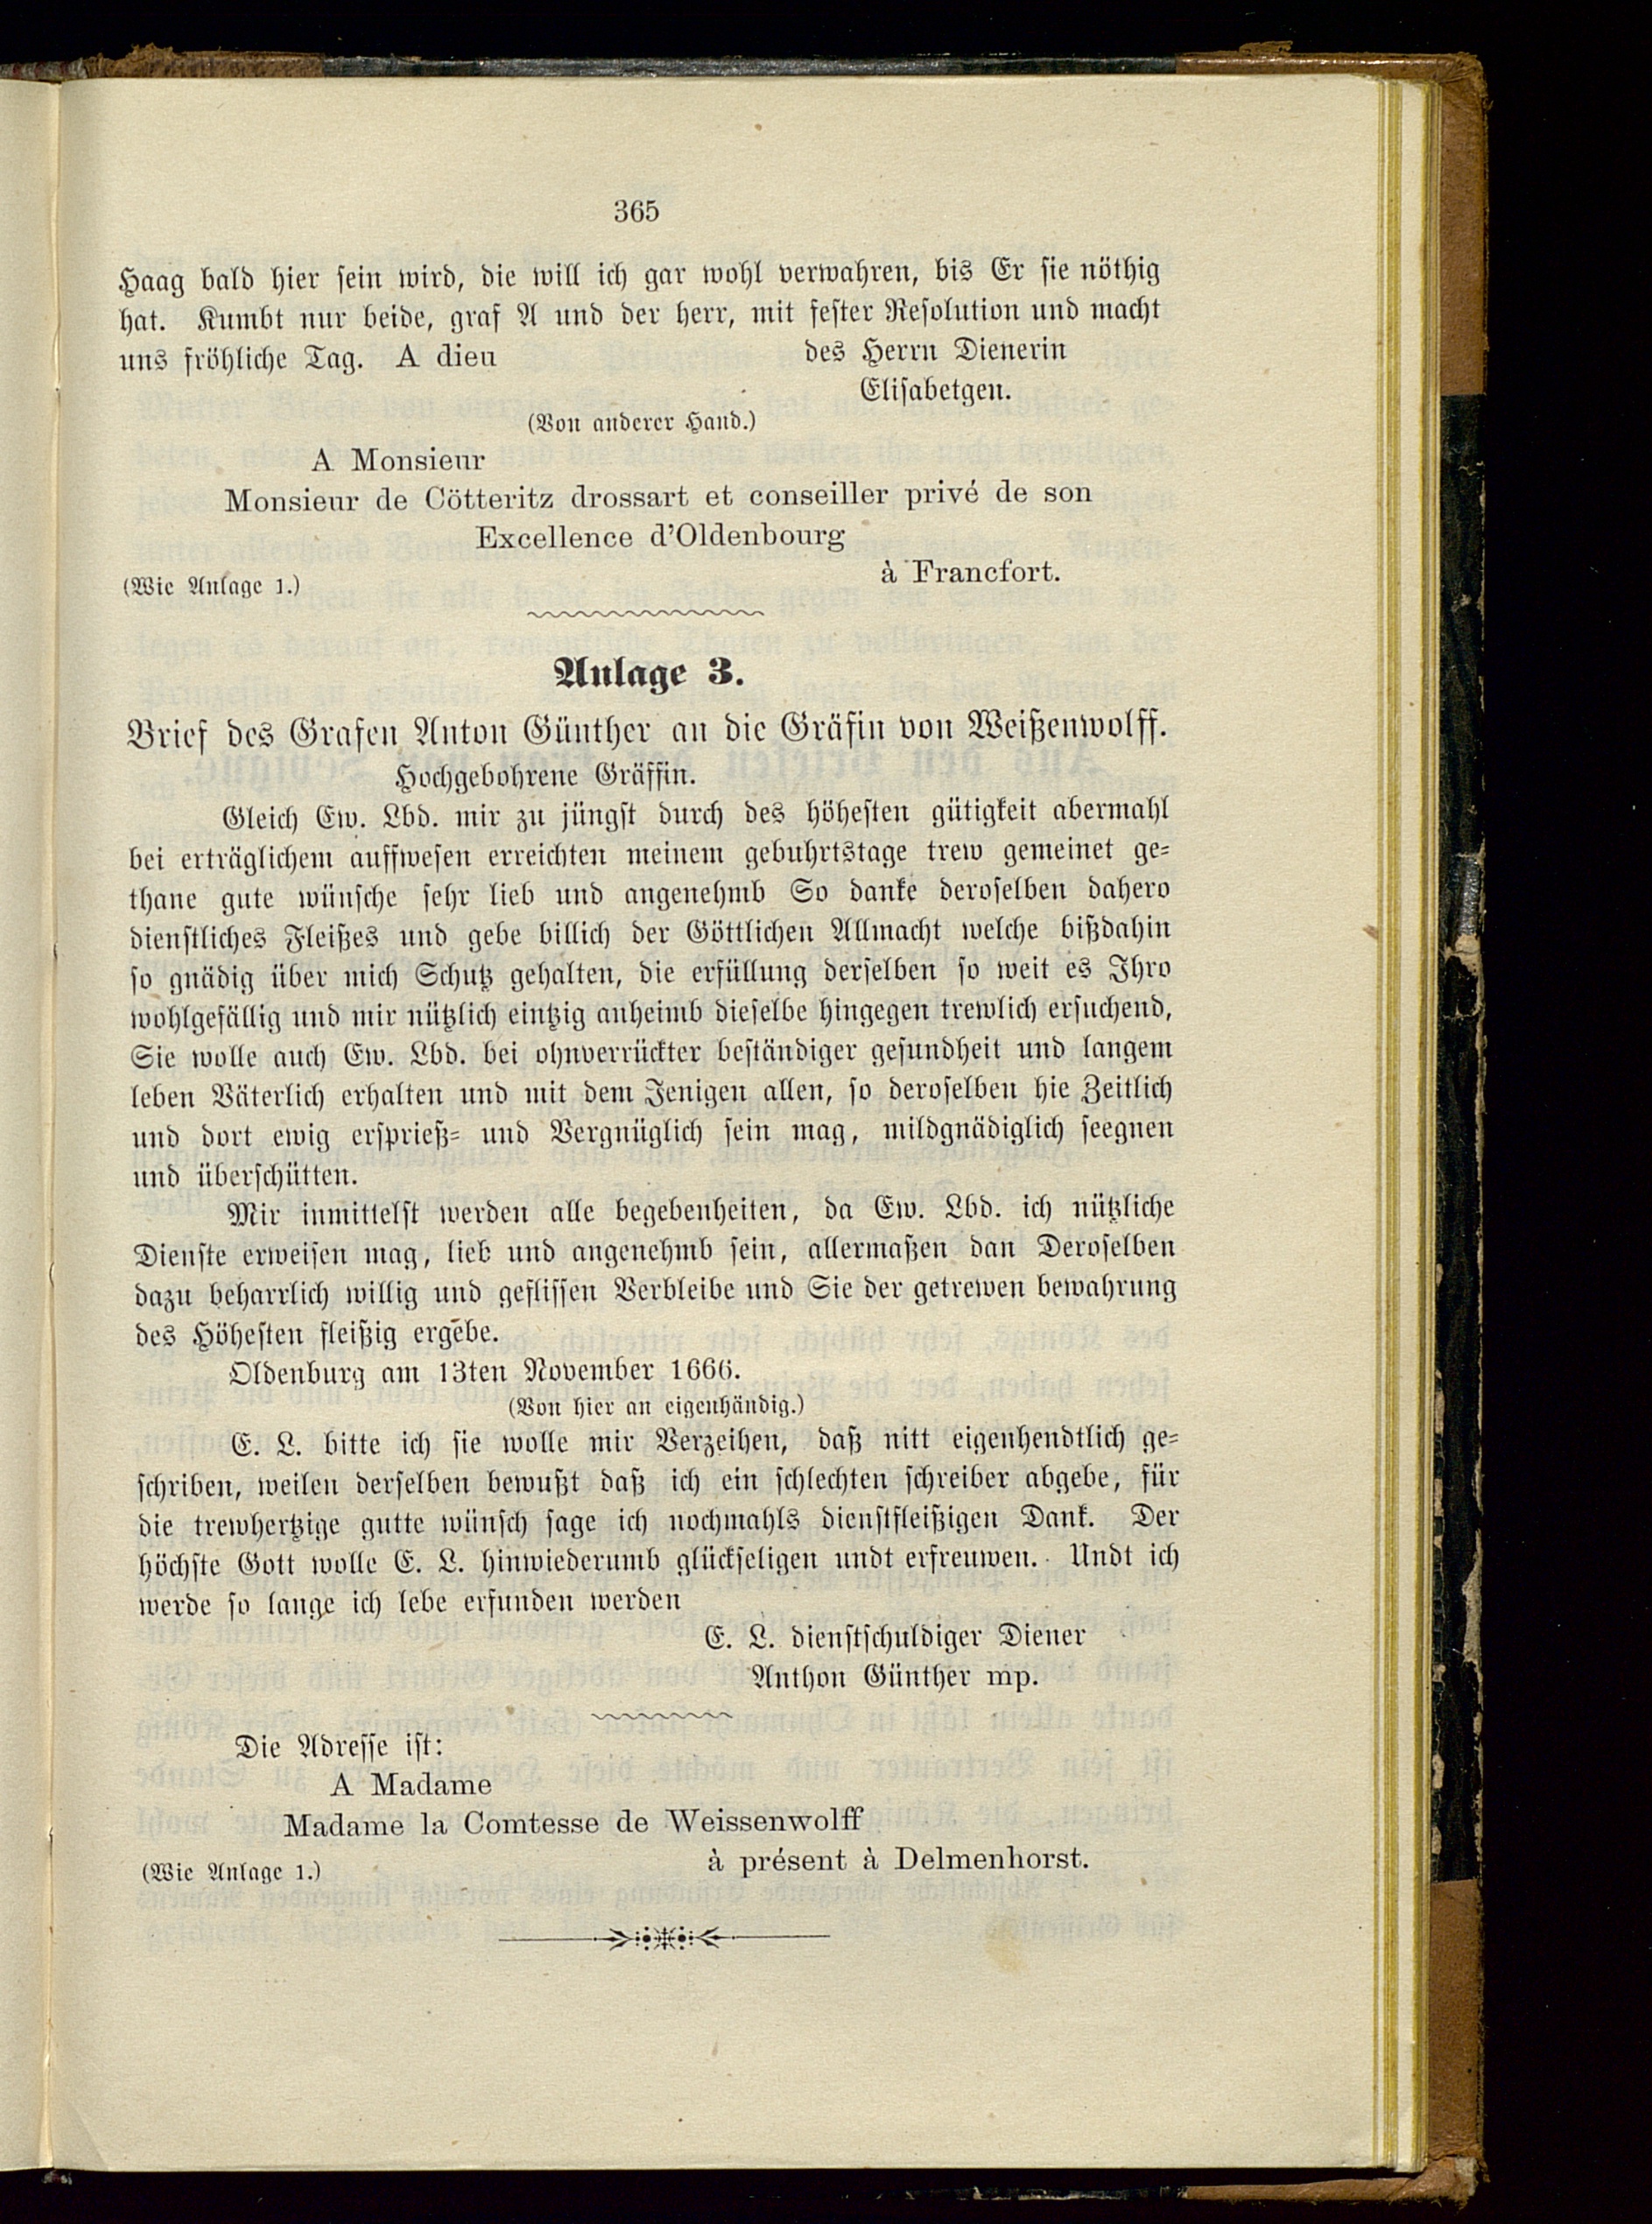 365
Haag bald hier sein wird, die will ich gar wohl verwahren, bis Er sie nöthig
hat. Kumbt nur beide, graf A und der herr, mit fester Resolution und macht
uns fröhliche Tag. A dieu des Herrn Dienerin
Elisabetgen.
(Von anderer Hand.)
A Monsieur
Monsieur de Cötteritz drossart et conseiller privé de son
Excellence d'Oldenbourg
à Francfort.
(Wie Anlage 1.)
Anlage 3.
Brief des Grafen Anton Günther an die Gräfin von Weißenwolff.
Hochgebohrene Gräffin.
Gleich Ew. Lbd. mir zu jüngst durch des höhesten gütigkeit abermahl
bei erträglichem auffwesen erreichten meinem gebuhrtstage trew gemeinet ge-
thane gute wünsche sehr lieb und angenehmb So danke deroselben dahero
dienstliches Fleißes und gebe billich der Göttlichen Allmacht welche bißdahin
so gnädig über mich Schutz gehalten, die erfüllung derselben so weit es Ihro
wohlgefällig und mir nützlich eintzig anheimb dieselbe hingegen trewlich ersuchend,
Sie wolle auch Ew. Lbd. bei ohnverrückter beständiger gesundheit und langem
leben Väterlich erhalten und mit dem Jenigen allen, so deroselben hie Zeitlich
und dort ewig ersprieß- und Vergnüglich sein mag, mildgnädiglich seegnen
und überschütten.
Mir inmittelst werden alle begebenheiten, da Ew. Lbd. ich nützliche
Dienste erweisen mag, lieb und angenehmb sein, allermaßen dan Deroselben
dazu beharrlich willig und geflissen Verbleibe und Sie der getrewen bewahrung
des Höhesten fleißig ergebe.
Oldenburg am 13ten November 1666.
(Von hier an eigenhändig.)
E. L. bitte ich sie wolle mir Verzeihen, daß nitt eigenhendtlich ge-
schriben, weilen derselben bewußt daß ich ein schlechten schreiber abgebe, für
die trewhertzige gutte wünsch sage ich nochmahls dienstfleißigen Dank. Der
höchste Gott wolle E. L. hinwiederumb glückseligen undt erfreuwen. Undt ich
werde so lange ich lebe erfunden werden
E. L. dienstschuldiger Diener
Anthon Günther mp.
Die Adresse ist:
A Madame
Madame la Comtesse de Weissenwolff
à présent à Delmenhorst.
(Wie Anlage 1.)